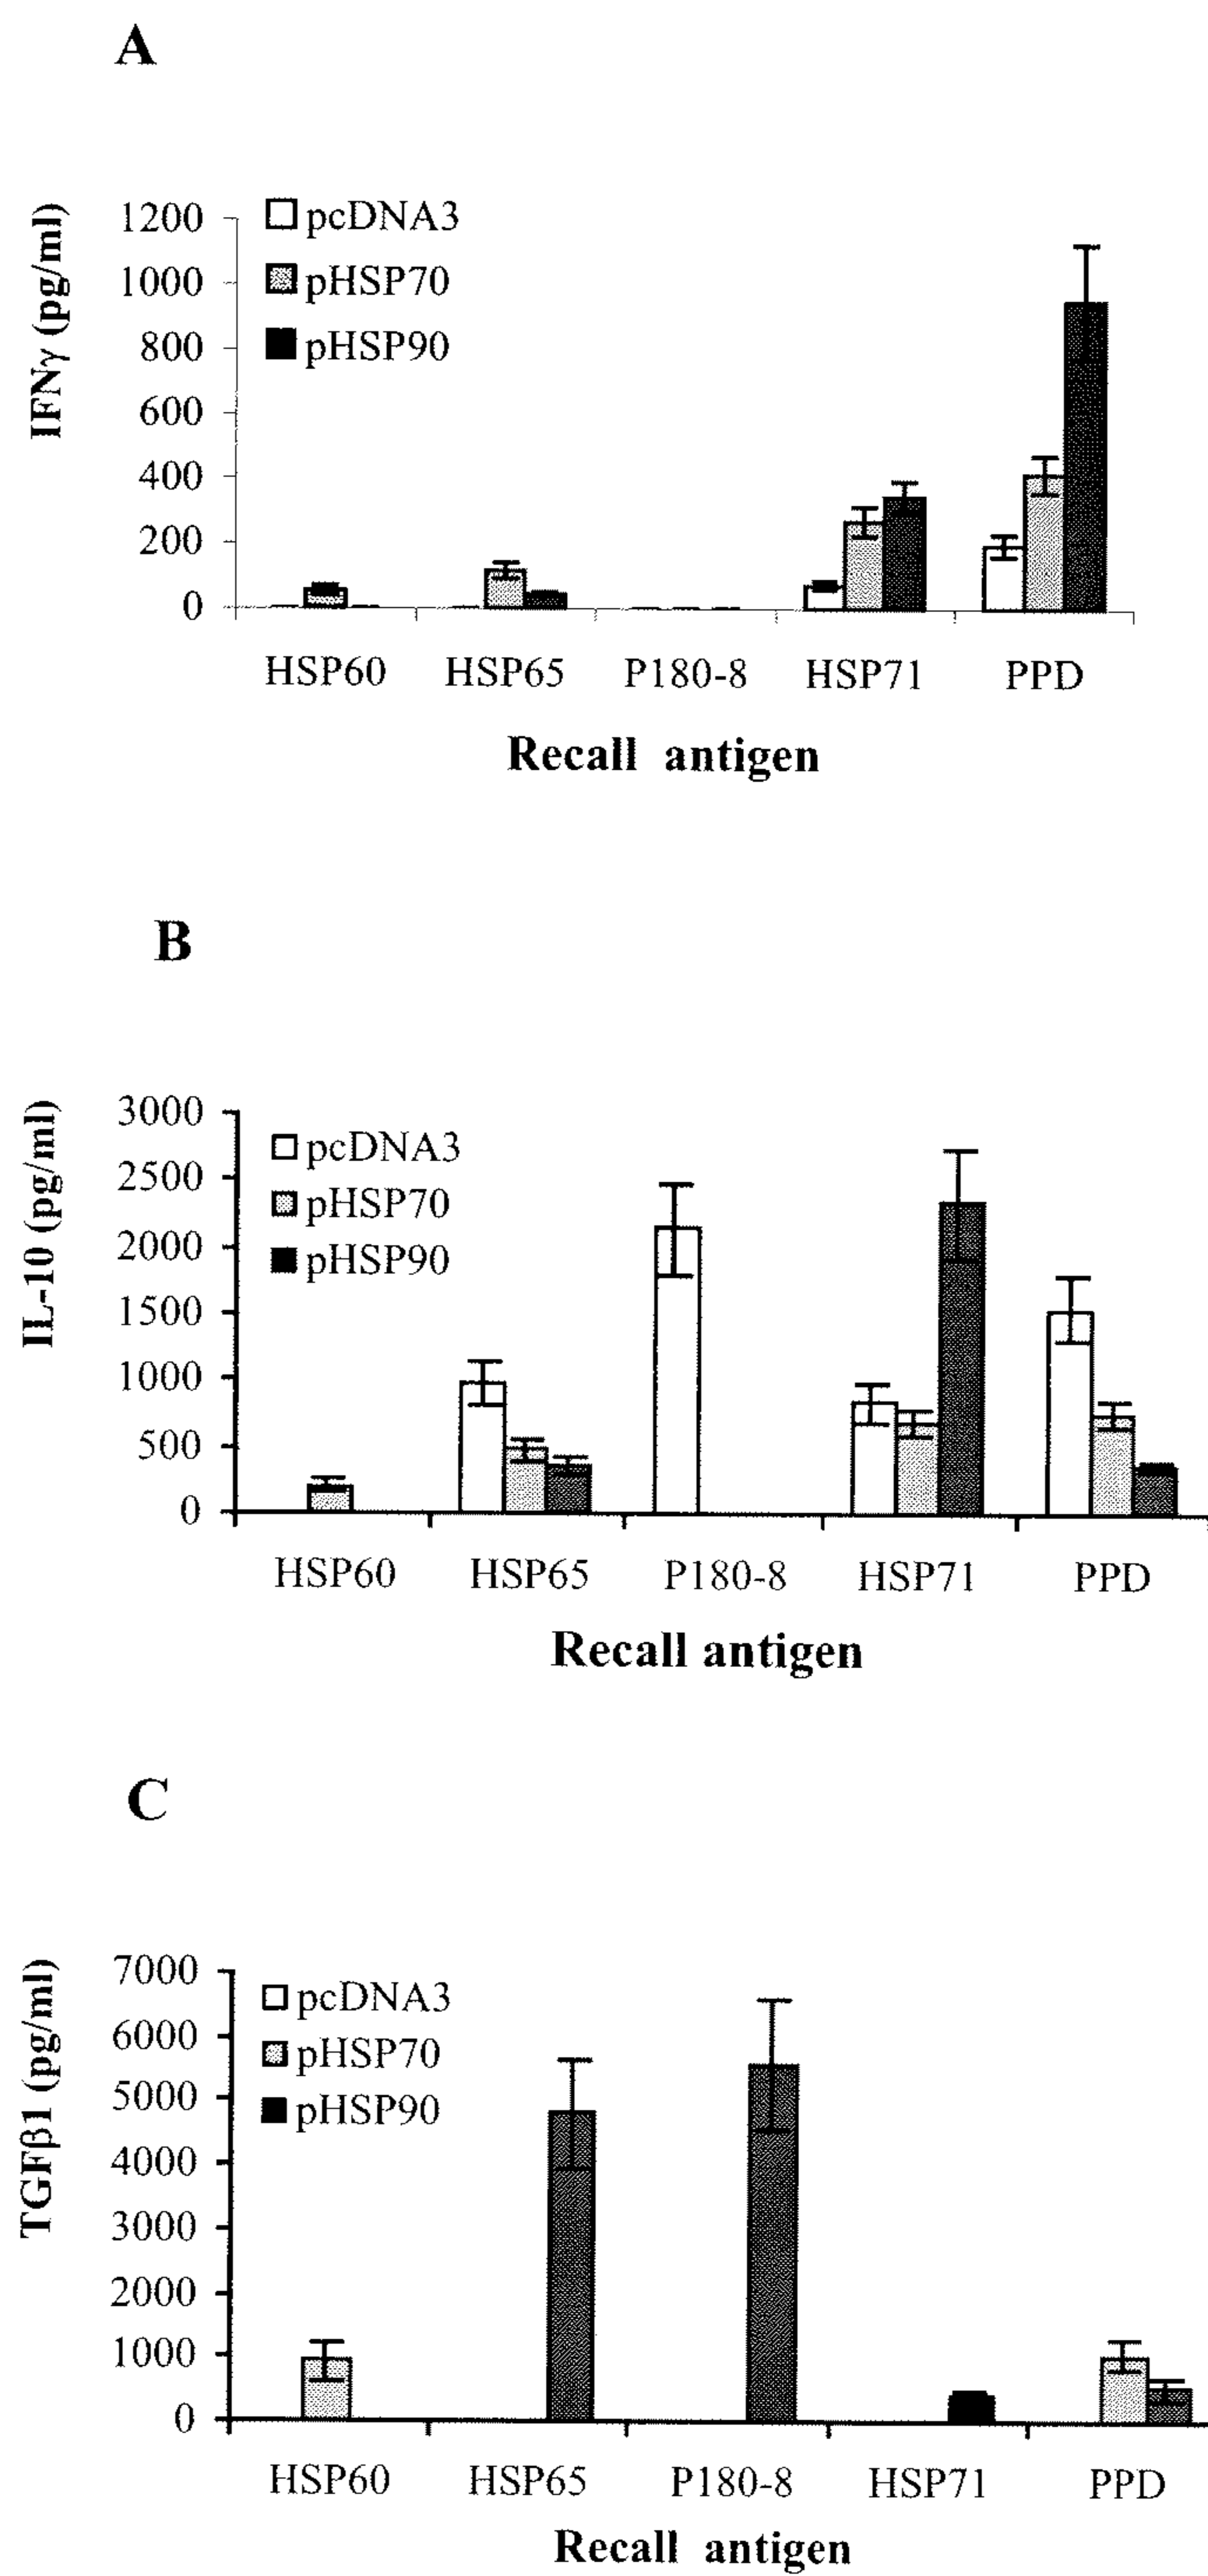 A
IFNγ (pg/ml)
1200
1000
800
600
400
200
0
pcDNA3
pHSP70
pHSP90
HSP60 HSP65 P180-8 HSP71 PPD
Recall antigen
B
IL-10 (pg/ml)
3000
2500
2000
1500
1000
500
0
pcDNA3
pHSP70
pHSP90
HSP60 HSP65 P180-8 HSP71 PPD
Recall antigen
C
TGFβ1 (pg/ml)
7000
6000
5000
4000
3000
2000
1000
0
pcDNA3
pHSP70
pHSP90
HSP60 HSP65 P180-8 HSP71 PPD
Recall antigen